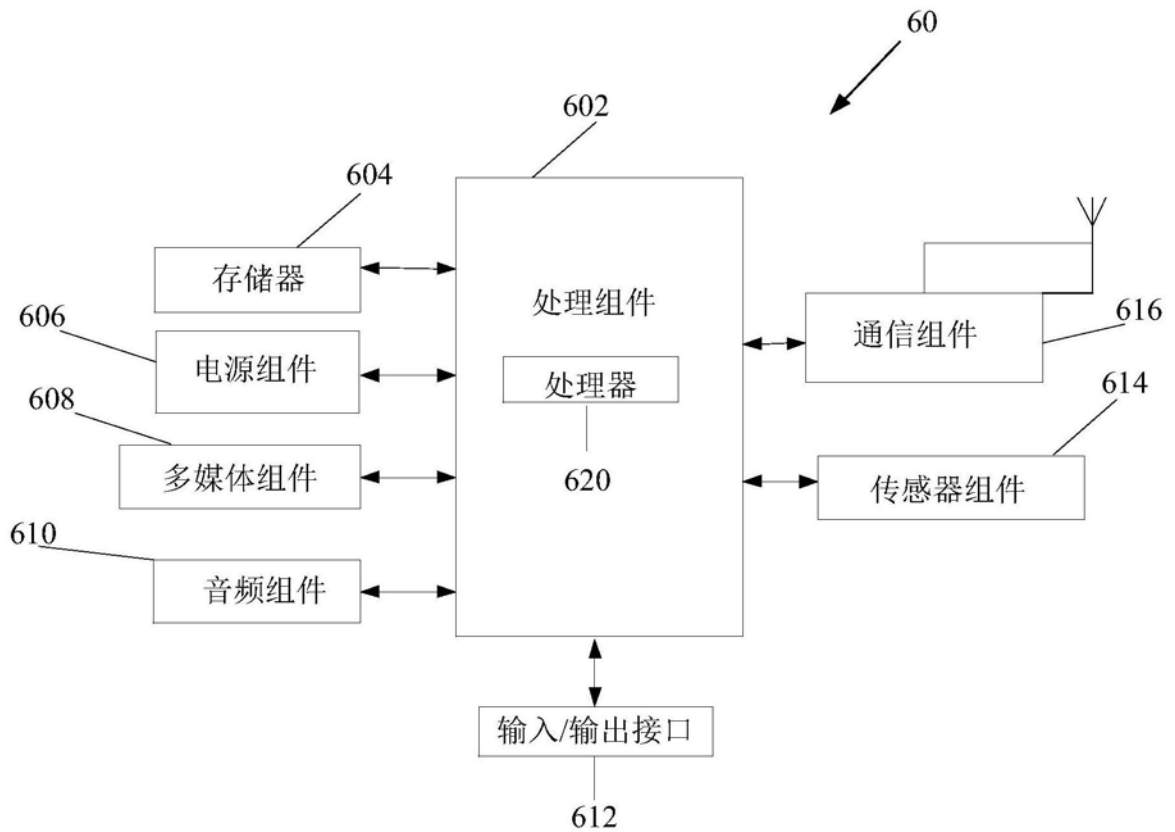 60
602
604
存储器
处理组件
606
616
通信组件
电源组件
处理器
608
614
多媒体组件
620
传感器组件
610
音频组件
输入/输出接口
612